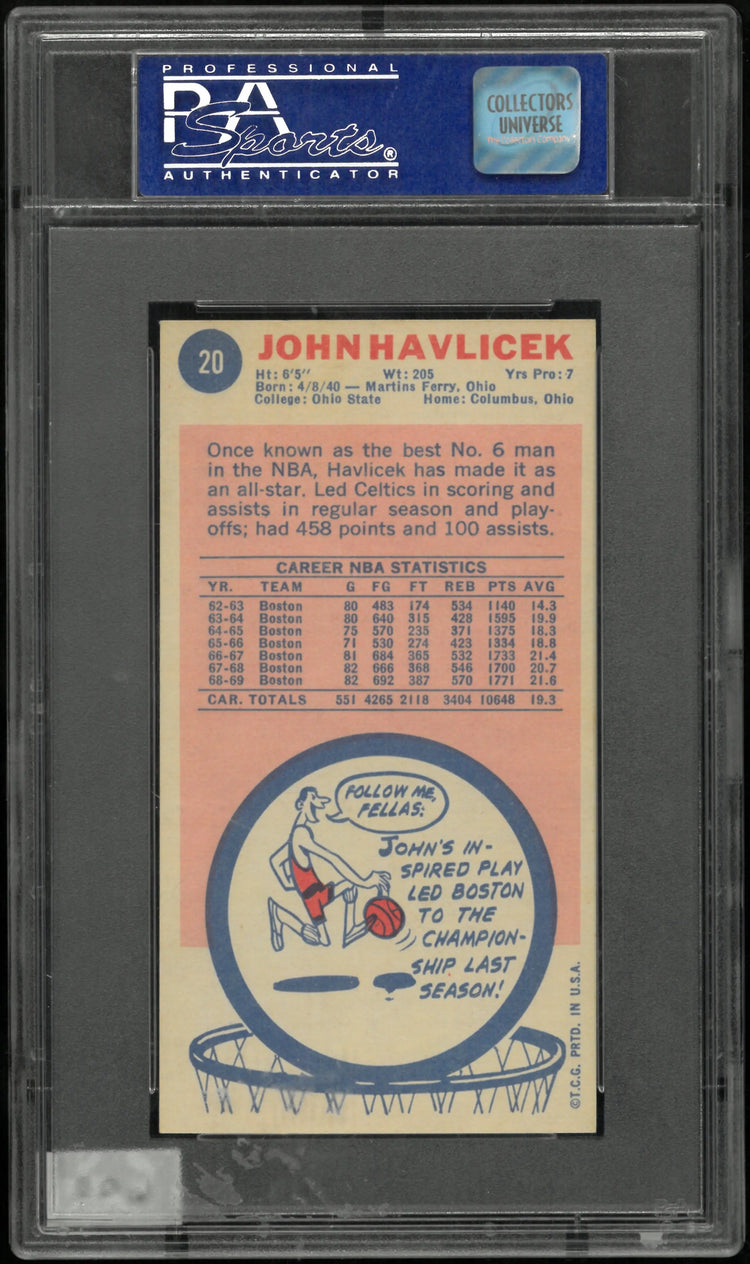 PROFESSIONAL
PSA
Sports®
AUTHENTICATOR
COLLECTORS
UNIVERSE
The Collectors Company
20
JOHN HAVLICEK
Ht: 6'5" Wt: 205 Yrs Pro: 7
Born: 4/8/40 — Martins Ferry, Ohio
College: Ohio State Home: Columbus, Ohio
Once known as the best No. 6 man
in the NBA, Havlicek has made it as
an all-star. Led Celtics in scoring and
assists in regular season and play-
offs; had 458 points and 100 assists.
CAREER NBA STATISTICS
YR. TEAM G FG FT REB PTS AVG
62-63 Boston 80 483 174 534 1140 14.3
63-64 Boston 80 640 315 428 1595 19.9
64-65 Boston 75 570 235 371 1375 18.3
65-66 Boston 71 530 274 423 1334 18.8
66-67 Boston 81 684 365 532 1733 21.4
67-68 Boston 82 666 368 546 1700 20.7
68-69 Boston 82 692 387 570 1771 21.6
CAR. TOTALS 551 4265 2118 3404 10648 19.3
FOLLOW ME,
FELLAS:
JOHN'S IN-
SPIRED PLAY
LED BOSTON
TO THE
CHAMPION-
SHIP LAST
SEASON!
©T.C.G. PRTD. IN U.S.A.